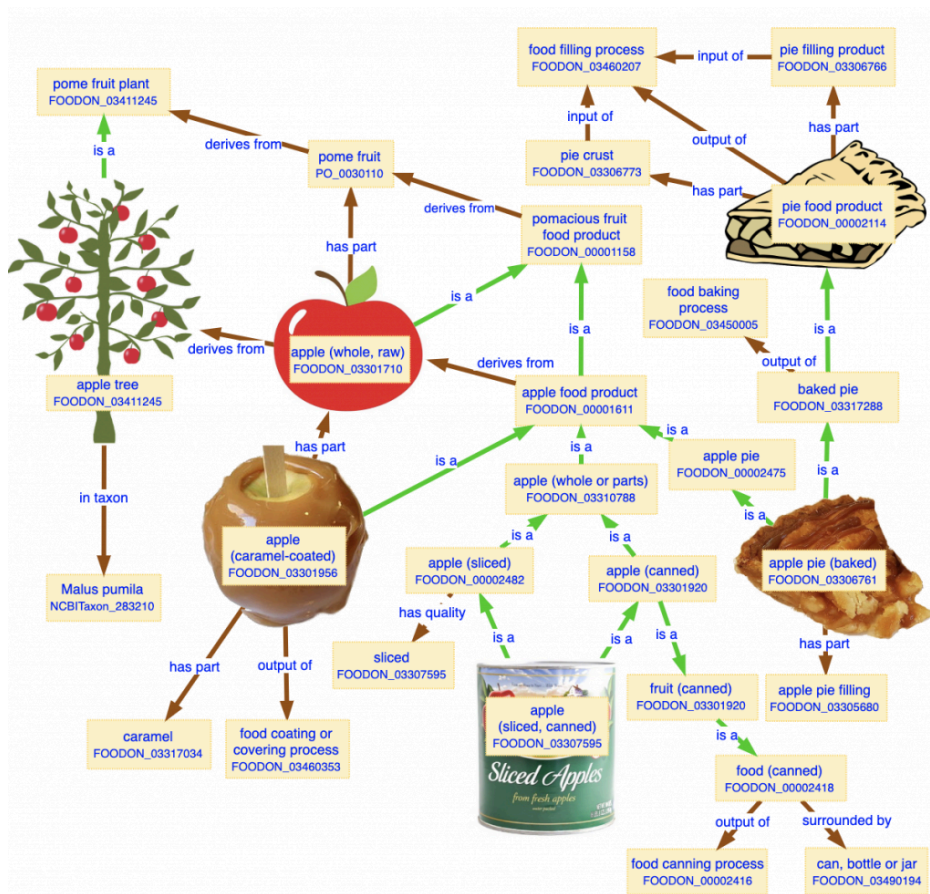 food filling process
FOODON_03460207
input of
pie filling product
FOODON_03306766
pome fruit plant
FOODON_03411245
is a
derives from
input of
output of
has part
pome fruit
PO_0030110
pie crust
FOODON_03306773
has part
pie food product
FOODON_00002114
derives from
pomacious fruit
food product
FOODON_00001158
has part
is a
is a
food baking
process
FOODON_03450005
is a
derives from
apple (whole, raw)
FOODON_03301710
derives from
output of
apple tree
FOODON_03411245
apple food product
FOODON_00001611
baked pie
FOODON_03317288
has part
is a
is a
is a
apple pie
FOODON_00002475
is a
in taxon
apple (whole or parts)
FOODON_03310788
is a
is a
is a
apple
(caramel-coated)
FOODON_03301956
apple (sliced)
FOODON_00002482
apple (canned)
FOODON_03301920
apple pie (baked)
FOODON_03306761
Malus pumila
NCBITaxon_283210
has quality
is a
is a
is a
has part
sliced
FOODON_03307595
has part
output of
fruit (canned)
FOODON_03301920
apple pie filling
FOODON_03305680
apple
(sliced, canned)
FOODON_03307595
caramel
FOODON_03317034
food coating or
covering process
FOODON_03460353
is a
Sliced Apples
from fresh apples
food (canned)
FOODON_00002418
output of
surrounded by
food canning process
FOODON_00002416
can, bottle or jar
FOODON_03490194